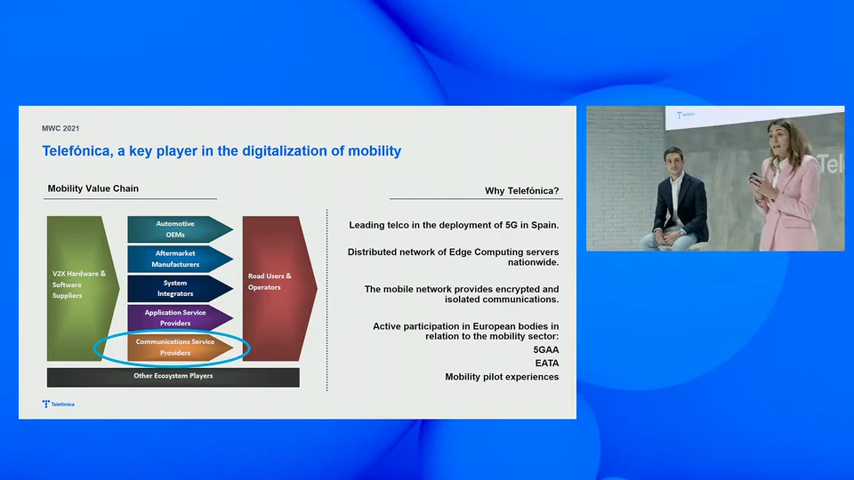 MWC 2021
Telefónica, a key player in the digitalization of mobility
Mobility Value Chain
V2X Hardware &
Software
Suppliers
Automotive
OEMs
Aftermarket
Manufacturers
System
Integrators
Application Service
Providers
Communications Service
Providers
Road Users &
Operators
Other Ecosystem Players
Why Telefónica?
Leading telco in the deployment of 5G in Spain.
Distributed network of Edge Computing servers
nationwide.
The mobile network provides encrypted and
isolated communications.
Active participation in European bodies in
relation to the mobility sector:
5GAA
EATA
Mobility pilot experiences
Telefónica
Tel